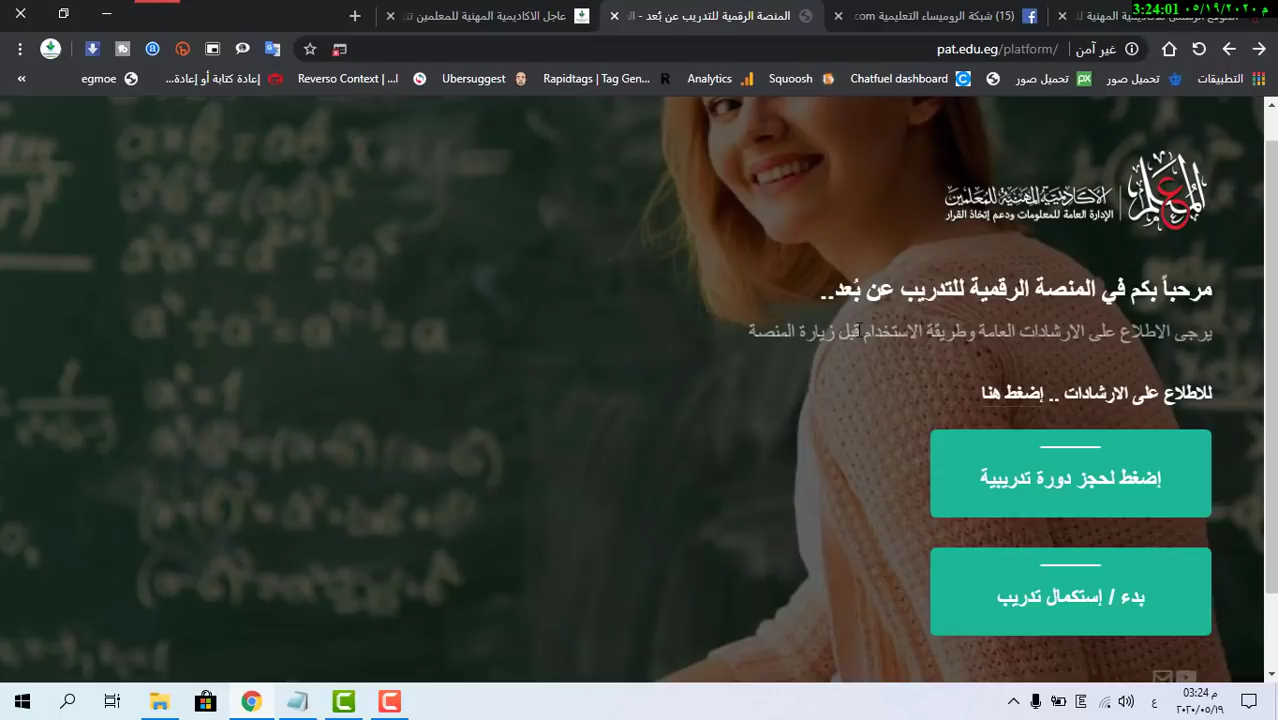 م 3:24:01 ٠٥/١٩/٢٠٢٠
(15) شبكة الروميساء التعليمية com
المنصة الرقمية للتدريب عن بُعد - ال
عاجل الاكاديمية المهنية للمعلمين تق
pat.edu.eg/platform/
غير آمن
التطبيقات
تحميل صور
تحميل صور
Chatfuel dashboard
Squoosh
Analytics
Rapidtags | Tag Gen...
Ubersuggest
Reverso Context | ...
إعادة كتابة أو إعادة...
egmoe
المعلم
الأكاديمية المهنية للمعلمين
الإدارة العامة للمعلومات ودعم إتخاذ القرار
مرحباً بكم في المنصة الرقمية للتدريب عن بُعد..
يرجى الاطلاع على الارشادات العامة وطريقة الاستخدام قبل زيارة المنصة
للاطلاع على الارشادات .. إضغط هنا
إضغط لحجز دورة تدريبية
بدء / إستكمال تدريب
م 03:24
٢٠٢٠/٠٥/١٩
ع